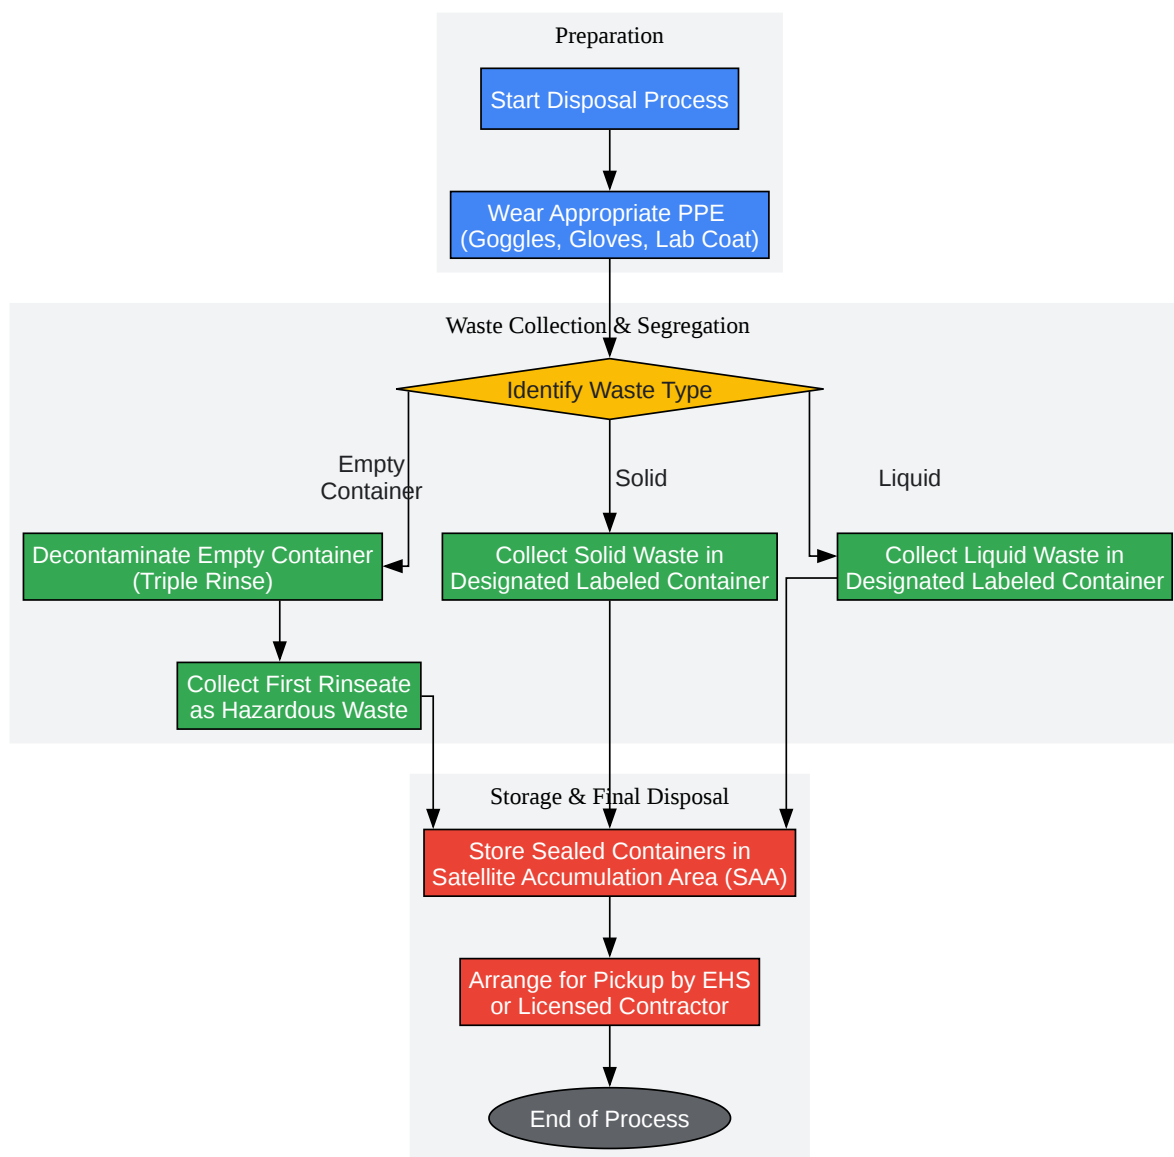 Preparation
Start Disposal Process
Wear Appropriate PPE
(Goggles, Gloves, Lab Coat)
Waste Collection & Segregation
Identify Waste Type
Empty
Container
Solid
Liquid
Decontaminate Empty Container
(Triple Rinse)
Collect Solid Waste in
Designated Labeled Container
Collect Liquid Waste in
Designated Labeled Container
Collect First Rinseate
as Hazardous Waste
Storage & Final Disposal
Store Sealed Containers in
Satellite Accumulation Area (SAA)
Arrange for Pickup by EHS
or Licensed Contractor
End of Process